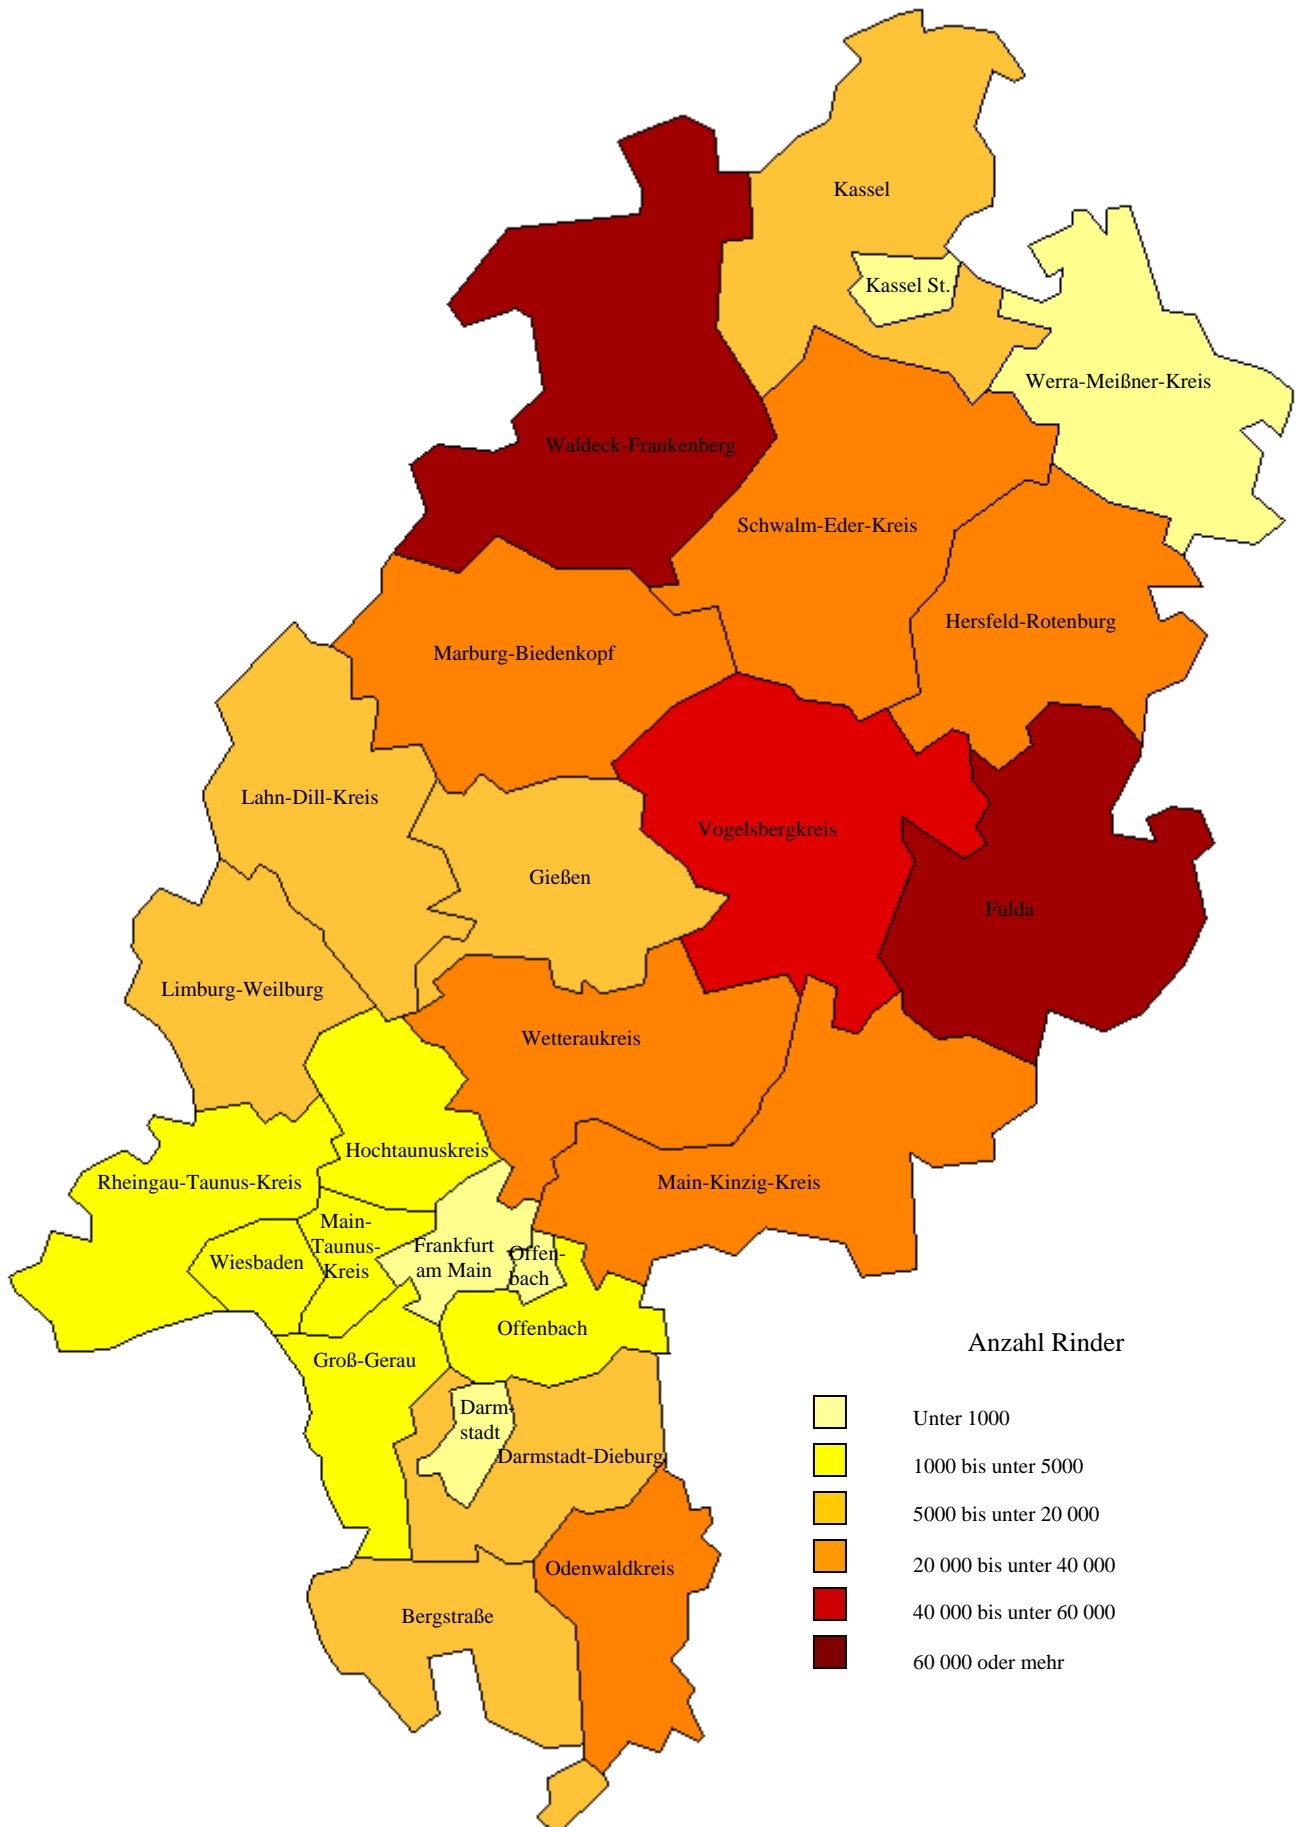 Kassel
Kassel St.
Werra-Meißner-Kreis
Waldeck-Frankenberg
Schwalm-Eder-Kreis
Hersfeld-Rotenburg
Marburg-Biedenkopf
Lahn-Dill-Kreis
Vogelsbergkreis
Gießen
Fulda
Limburg-Weilburg
Wetteraukreis
Hochtaunuskreis
Rheingau-Taunus-Kreis
Main-Kinzig-Kreis
Main-
Taunus-
Kreis
Wiesbaden
Frankfurt
am Main
Offen-
bach
Offenbach
Groß-Gerau
Darm-
stadt
Darmstadt-Dieburg
Odenwaldkreis
Bergstraße
Anzahl Rinder
Unter 1000
1000 bis unter 5000
5000 bis unter 20 000
20 000 bis unter 40 000
40 000 bis unter 60 000
60 000 oder mehr